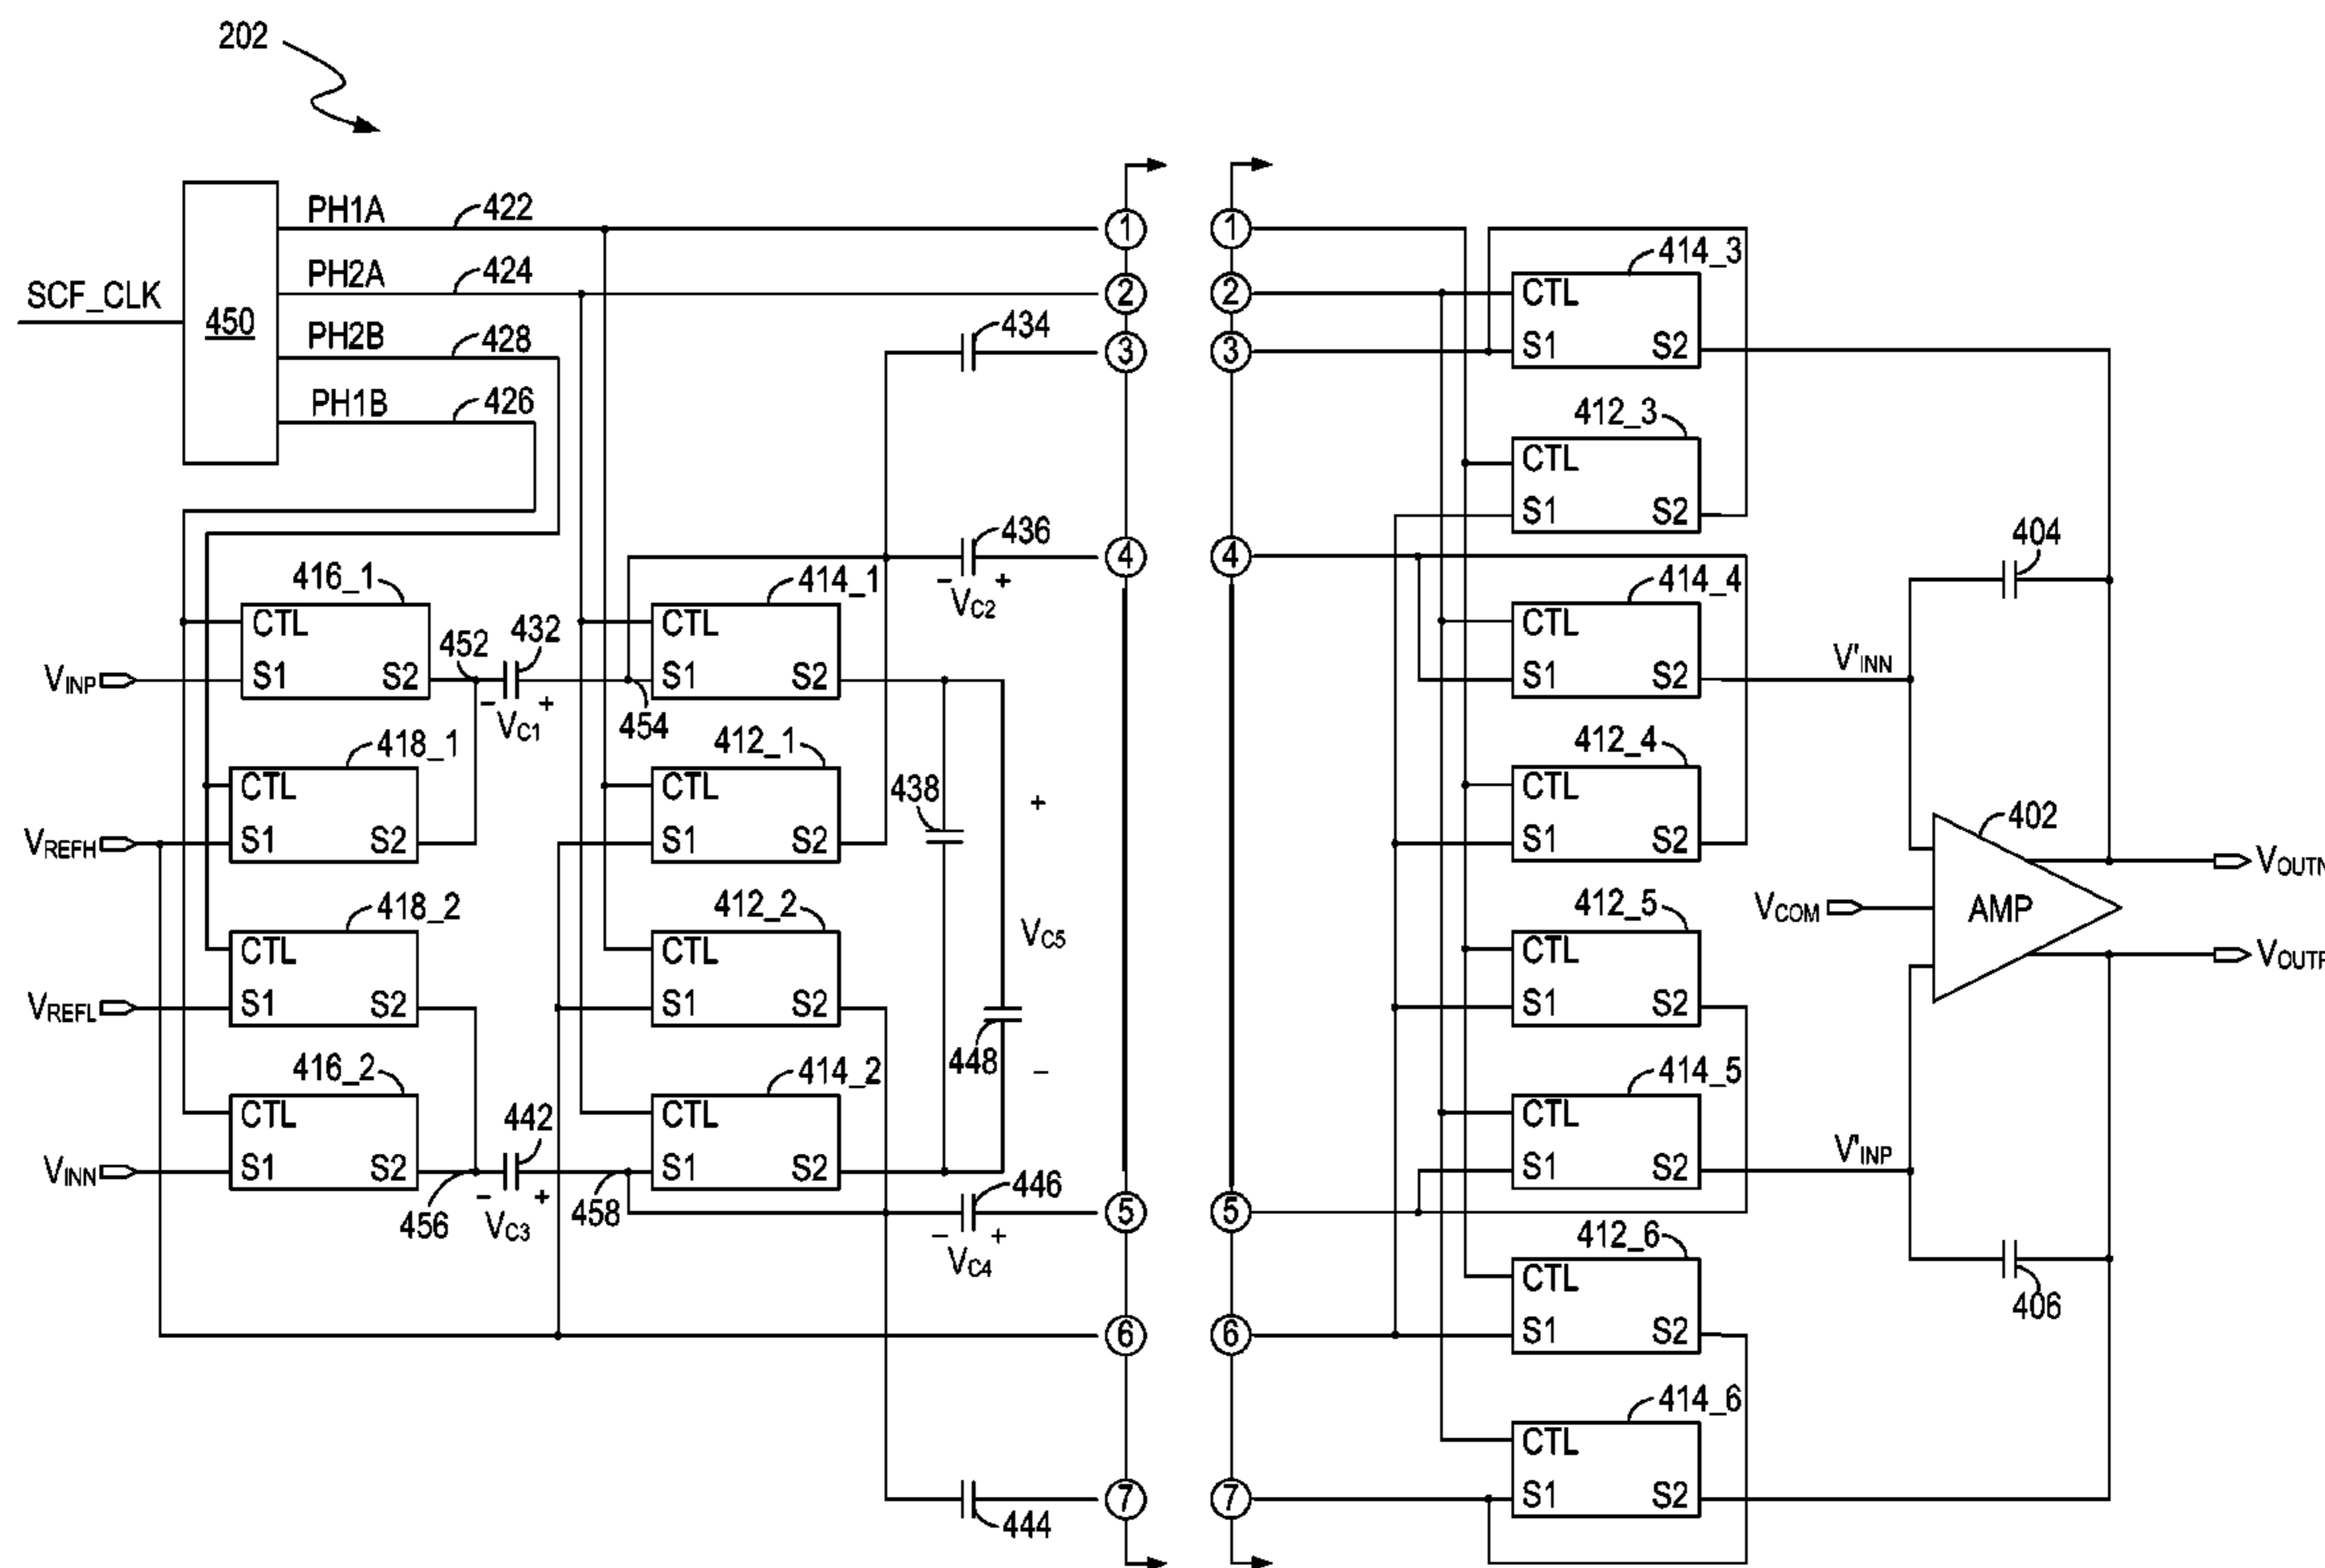 202
SCF_CLK
450
PH1A 422
PH2A 424
PH2B 428
PH1B 426
434
436
- +
VC2
1
2
3
4
5
6
7
1
2
3
4
5
6
7
416_1
CTL
S1 S2
VINP
452
432
- +
VC1
454
418_1
CTL
S1 S2
VREFH
418_2
CTL
S1 S2
VREFL
416_2
CTL
S1 S2
VINN
456
442
- +
VC3
458
414_1
CTL
S1 S2
412_1
CTL
S1 S2
412_2
CTL
S1 S2
414_2
CTL
S1 S2
438
+
VC5
448
-
446
- +
VC4
444
414_3
CTL
S1 S2
412_3
CTL
S1 S2
414_4
CTL
S1 S2
412_4
CTL
S1 S2
412_5
CTL
S1 S2
414_5
CTL
S1 S2
412_6
CTL
S1 S2
414_6
CTL
S1 S2
404
V'INN
402
VCOM
AMP
VOUTN
VOUTP
V'INP
406